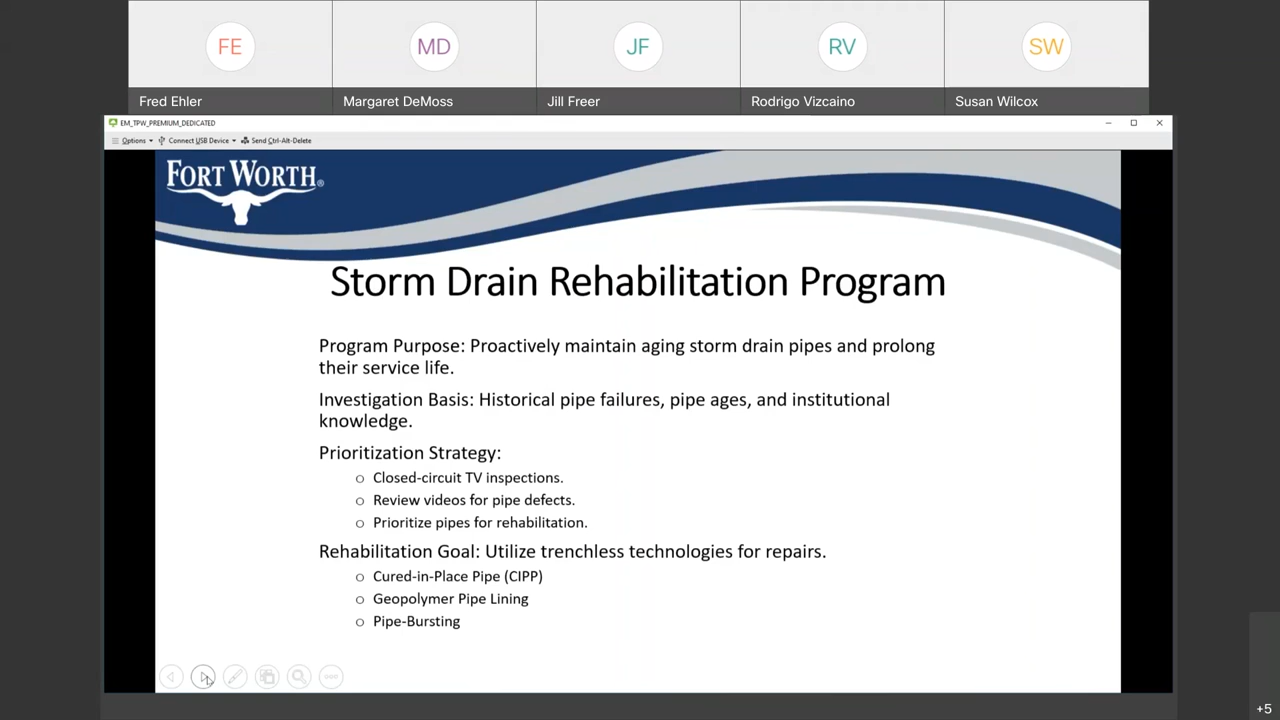 FE
MD
JF
RV
SW
Fred Ehler
Margaret DeMoss
Jill Freer
Rodrigo Vizcaino
Susan Wilcox
EM_TPW_PREMIUM_DEDICATED
Options
Connect USB Device
Send Ctrl-Alt-Delete
FORT WORTH®
Storm Drain Rehabilitation Program
Program Purpose: Proactively maintain aging storm drain pipes and prolong
their service life.
Investigation Basis: Historical pipe failures, pipe ages, and institutional
knowledge.
Prioritization Strategy:
Closed-circuit TV inspections.
Review videos for pipe defects.
Prioritize pipes for rehabilitation.
Rehabilitation Goal: Utilize trenchless technologies for repairs.
Cured-in-Place Pipe (CIPP)
Geopolymer Pipe Lining
Pipe-Bursting
+5